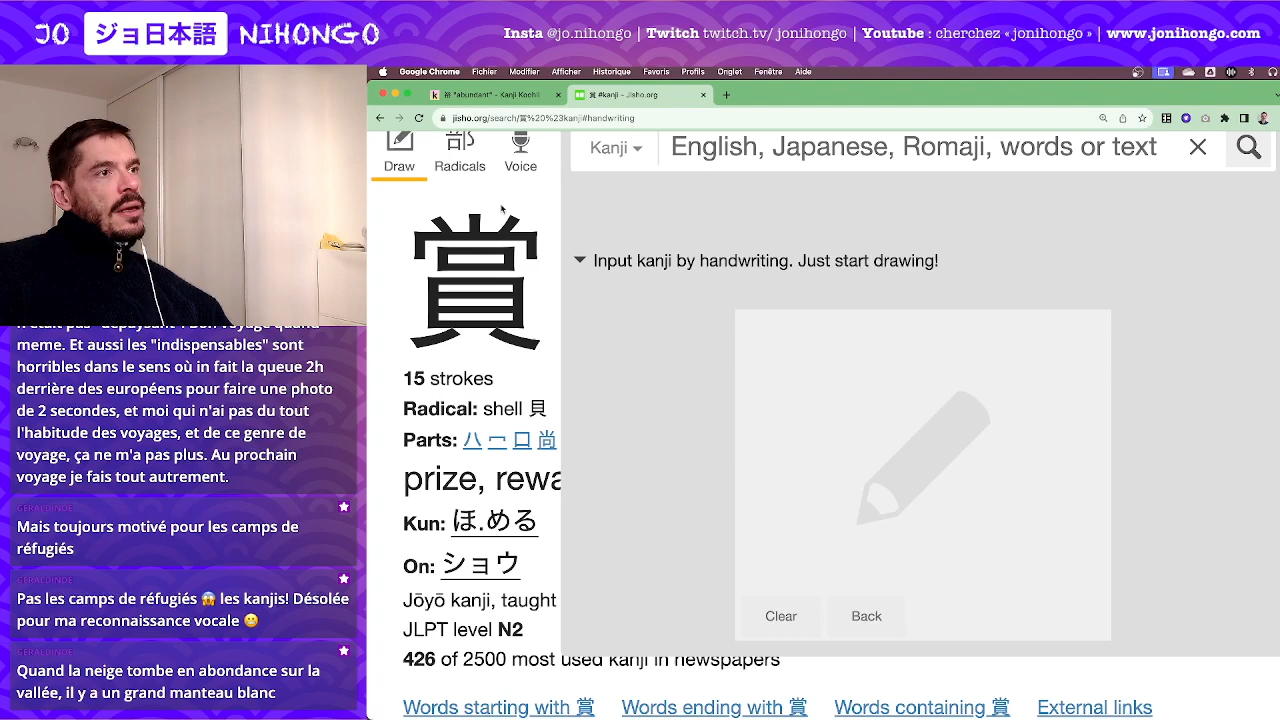 JO ジョ日本語 NIHONGO
Insta @jo.nihongo | Twitch twitch.tv/ jonihongo | Youtube : cherchez « jonihongo » | www.jonihongo.com
Google Chrome Fichier Modifier Afficher Historique Favoris Profils Onglet Fenêtre Aide
"abundant" - Kanji Kochii
賞 #kanji - Jisho.org
jisho.org/search/賞%20%23kanji#handwriting
Draw
Radicals
Voice
部
Kanji
English, Japanese, Romaji, words or text
賞
Input kanji by handwriting. Just start drawing!
15 strokes
Radical: shell 貝
Parts: ハ 冖 口 尚
prize, rewa
Kun: ほ.める
On: ショウ
Jōyō kanji, taught
JLPT level N2
426 of 2500 most used kanji in newspapers
Clear
Back
Words starting with 賞
Words ending with 賞
Words containing 賞
External links
meme. Et aussi les "indispensables" sont
horribles dans le sens où in fait la queue 2h
derrière des européens pour faire une photo
de 2 secondes, et moi qui n'ai pas du tout
l'habitude des voyages, et de ce genre de
voyage, ça ne m'a pas plus. Au prochain
voyage je fais tout autrement.
GERALDINDE
Mais toujours motivé pour les camps de
réfugiés
GERALDINDE
Pas les camps de réfugiés 😱 les kanjis! Désolée
pour ma reconnaissance vocale 😬
GERALDINDE
Quand la neige tombe en abondance sur la
vallée, il y a un grand manteau blanc